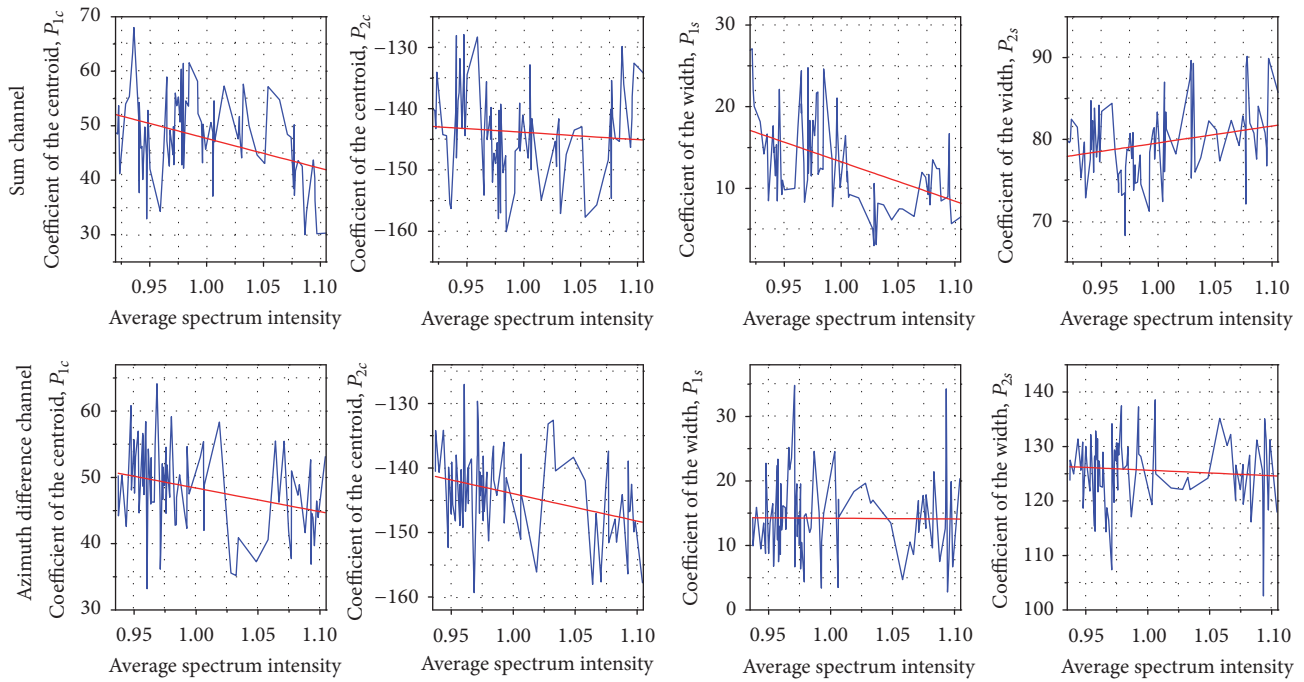 Sum channel
Coefficient of the centroid, P1c
70
60
50
40
30
0.95 1.00 1.05 1.10
Average spectrum intensity
Coefficient of the centroid, P2c
−130
−140
−150
−160
0.95 1.00 1.05 1.10
Average spectrum intensity
Coefficient of the width, P1s
30
20
10
0.95 1.00 1.05 1.10
Average spectrum intensity
Coefficient of the width, P2s
90
80
70
0.95 1.00 1.05 1.10
Average spectrum intensity
Azimuth difference channel
Coefficient of the centroid, P1c
60
50
40
30
0.95 1.00 1.05 1.10
Average spectrum intensity
Coefficient of the centroid, P2c
−130
−140
−150
−160
0.95 1.00 1.05 1.10
Average spectrum intensity
Coefficient of the width, P1s
30
20
10
0
0.95 1.00 1.05 1.10
Average spectrum intensity
Coefficient of the width, P2s
140
130
120
110
100
0.95 1.00 1.05 1.10
Average spectrum intensity